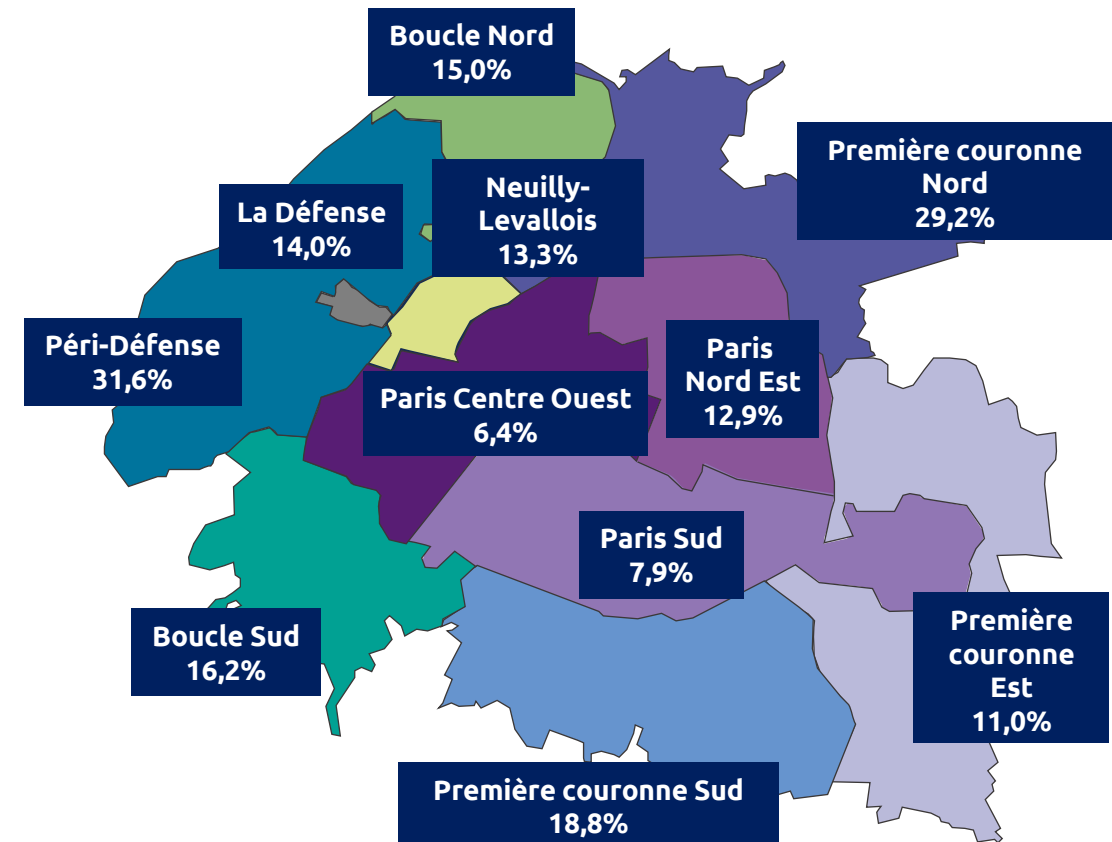 Boucle Nord
15,0%
Première couronne
Nord
29,2%
Neuilly-
Levallois
13,3%
La Défense
14,0%
Péri-Défense
31,6%
Paris
Nord Est
12,9%
Paris Centre Ouest
6,4%
Paris Sud
7,9%
Boucle Sud
16,2%
Première
couronne
Est
11,0%
Première couronne Sud
18,8%